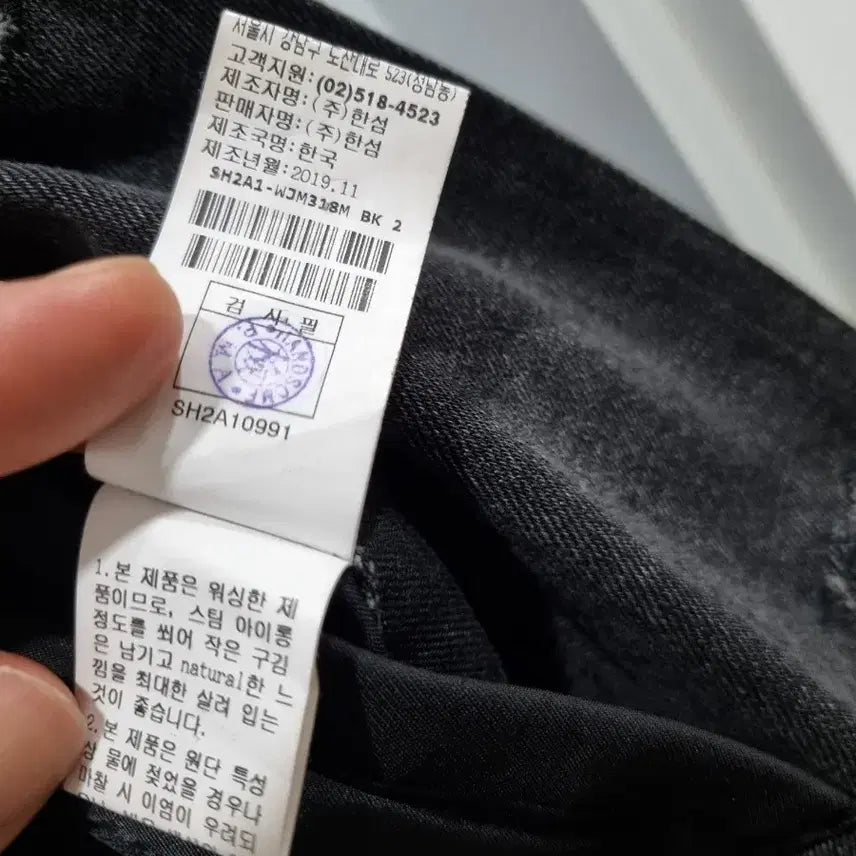 서울시 강남구 도산대로 523(청담동)
고객지원:(02)518-4523
제조자명:(주)한섬
판매자명:(주)한섬
제조국명:한국
제조년월:2019.11
SH2A1-WJM318M BK 2
검 사 필
HANDSOME
SH2A10991
1.본 제품은 워싱한 제
품이므로, 스팀 아이롱
정도를 쐬어 작은 구김
은 남기고 natural한 느
낌을 최대한 살려 입는
것이 좋습니다.
2.본 제품은 원단 특성
상 물에 젖었을 경우나
마찰 시 이염이 우려되